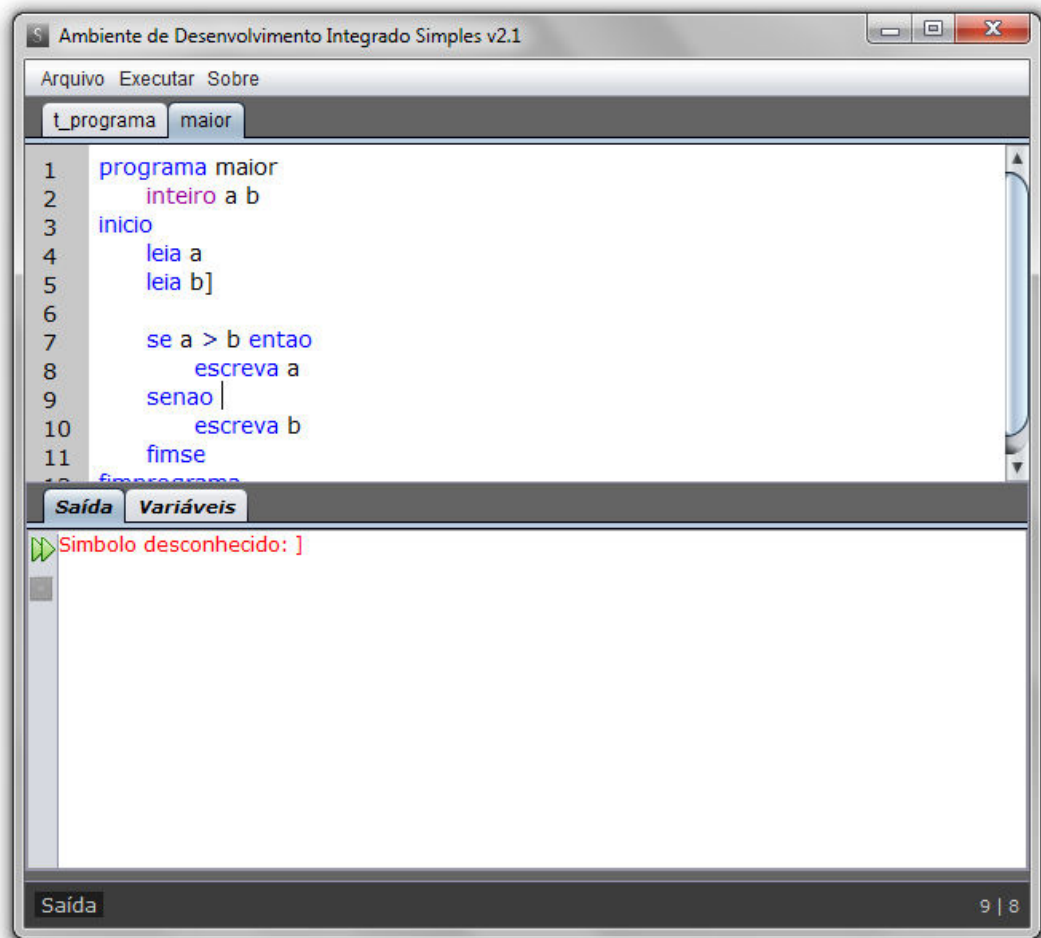 S Ambiente de Desenvolvimento Integrado Simples v2.1
Arquivo Executar Sobre
t_programa maior
1 programa maior
2 inteiro a b
3 inicio
4 leia a
5 leia b]
6
7 se a > b entao
8 escreva a
9 senao
10 escreva b
11 fimse
12 fimprograma
Saída Variáveis
Simbolo desconhecido: ]
Saída 9 | 8